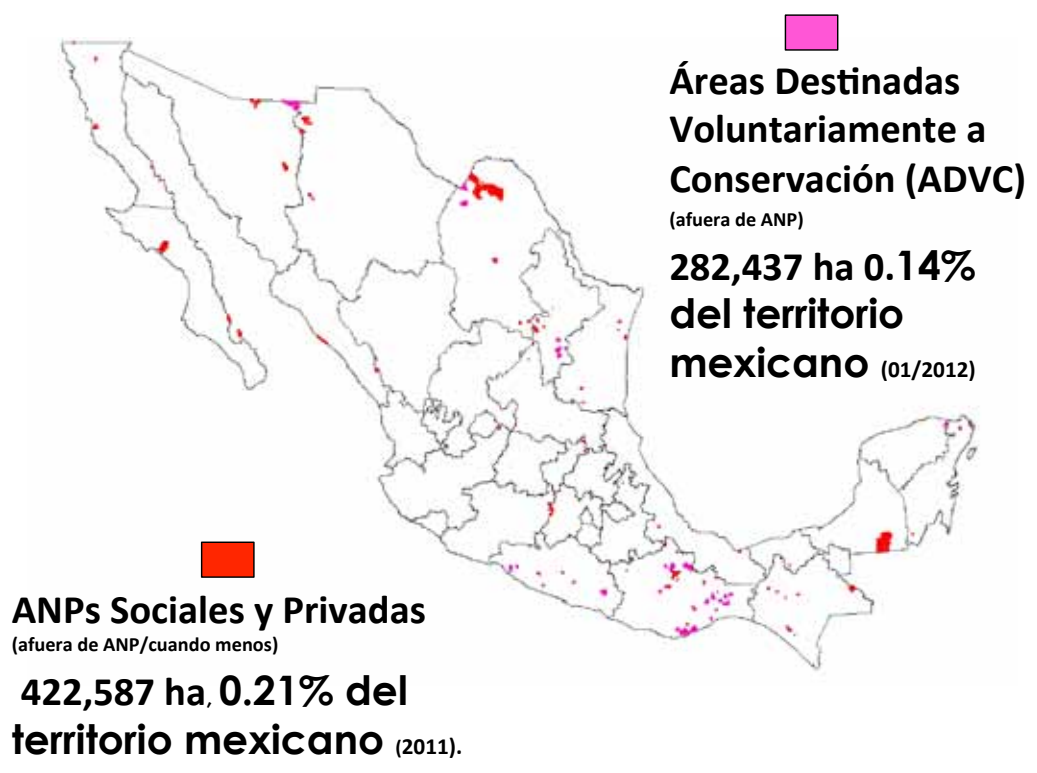 Áreas Destinadas
Voluntariamente a
Conservación (ADVC)
(afuera de ANP)
282,437 ha 0.14%
del territorio
mexicano (01/2012)
ANPs Sociales y Privadas
(afuera de ANP/cuando menos)
422,587 ha, 0.21% del
territorio mexicano (2011).